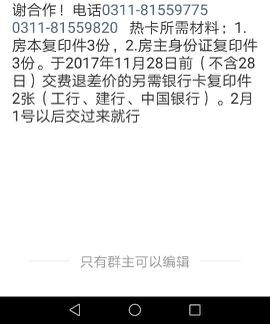 谢合作！电话0311-81559775
0311-81559820 热卡所需材料；1.
房本复印件3份，2.房主身份证复印件
3份。于2017年11月28日前（不含28
日）交费退差价的另需银行卡复印件
2张（工行、建行、中国银行）。2月
1号以后交过来就行
只有群主可以编辑